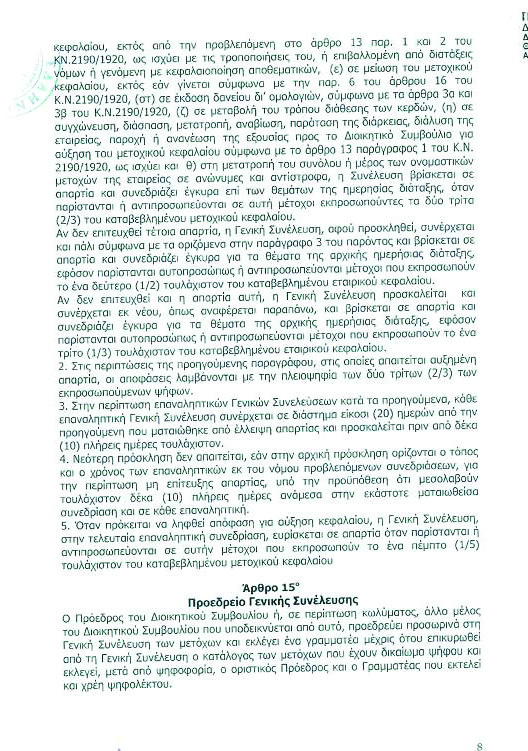 κεφαλαίου, εκτός από την προβλεπόμενη στο άρθρο 13 παρ. 1 και 2 του
ΚΝ.2190/1920, ως ισχύει με τις τροποποιήσεις του, ή επιβαλλομένη από διατάξεις
νόμων ή γενόμενη με κεφαλαιοποίηση αποθεματικών, (ε) σε μείωση του μετοχικού
κεφαλαίου, εκτός εάν γίνεται σύμφωνα με την παρ. 6 του άρθρου 16 του
Κ.Ν.2190/1920, (στ) σε έκδοση δανείου δι΄ ομολογιών, σύμφωνα με τα άρθρα 3α και
3β του Κ.Ν.2190/1920, (ζ) σε μεταβολή του τρόπου διάθεσης των κερδών, (η) σε
συγχώνευση, διάσπαση, μετατροπή, αναβίωση, παράταση της διάρκειας, διάλυση της
εταιρείας, παροχή ή ανανέωση της εξουσίας προς το Διοικητικό Συμβούλιο για
αύξηση του μετοχικού κεφαλαίου σύμφωνα με το άρθρο 13 παράγραφος 1 του Κ.Ν.
2190/1920, ως ισχύει και θ) στη μετατροπή του συνόλου ή μέρος των ονομαστικών
μετοχών της εταιρείας σε ανώνυμες και αντίστροφα, η Συνέλευση βρίσκεται σε
απαρτία και συνεδριάζει έγκυρα επί των θεμάτων της ημερησίας διάταξης, όταν
παρίστανται ή αντιπροσωπεύονται σε αυτή μέτοχοι εκπροσωπούντες τα δύο τρίτα
(2/3) του καταβεβλημένου μετοχικού κεφαλαίου.
Αν δεν επιτευχθεί τέτοια απαρτία, η Γενική Συνέλευση, αφού προσκληθεί, συνέρχεται
και πάλι σύμφωνα με τα οριζόμενα στην παράγραφο 3 του παρόντος και βρίσκεται σε
απαρτία και συνεδριάζει έγκυρα για τα θέματα της αρχικής ημερήσιας διάταξης,
εφόσον παρίστανται αυτοπροσώπως ή αντιπροσωπεύονται μέτοχοι που εκπροσωπούν
το ένα δεύτερο (1/2) τουλάχιστον του καταβεβλημένου εταιρικού κεφαλαίου.
Αν δεν επιτευχθεί και η απαρτία αυτή, η Γενική Συνέλευση προσκαλείται και
συνέρχεται εκ νέου, όπως αναφέρεται παραπάνω, και βρίσκεται σε απαρτία και
συνεδριάζει έγκυρα για τα θέματα της αρχικής ημερήσιας διάταξης, εφόσον
παρίστανται αυτοπροσώπως ή αντιπροσωπεύονται μέτοχοι που εκπροσωπούν το ένα
τρίτο (1/3) τουλάχιστον του καταβεβλημένου εταιρικού κεφαλαίου.
2. Στις περιπτώσεις της προηγούμενης παραγράφου, στις οποίες απαιτείται αυξημένη
απαρτία, οι αποφάσεις λαμβάνονται με την πλειοψηφία των δύο τρίτων (2/3) των
εκπροσωπουμένων ψήφων.
3. Στην περίπτωση επαναληπτικών Γενικών Συνελεύσεων κατά τα προηγούμενα, κάθε
επαναληπτική Γενική Συνέλευση συνέρχεται σε διάστημα είκοσι (20) ημερών από την
προηγούμενη που ματαιώθηκε από έλλειψη απαρτίας και προσκαλείται πριν από δέκα
(10) πλήρεις ημέρες τουλάχιστον.
4. Νεότερη πρόσκληση δεν απαιτείται, εάν στην αρχική πρόσκληση ορίζονται ο τόπος
και ο χρόνος των επαναληπτικών εκ του νόμου προβλεπόμενων συνεδριάσεων, για
την περίπτωση μη επίτευξης απαρτίας, υπό την προϋπόθεση ότι μεσολαβούν
τουλάχιστον δέκα (10) πλήρεις ημέρες ανάμεσα στην εκάστοτε ματαιωθείσα
συνεδρίαση και σε κάθε επαναληπτική.
5. Όταν πρόκειται να ληφθεί απόφαση για αύξηση κεφαλαίου, η Γενική Συνέλευση,
στην τελευταία επαναληπτική συνεδρίαση, ευρίσκεται σε απαρτία όταν παρίστανται ή
αντιπροσωπεύονται σε αυτήν μέτοχοι που εκπροσωπούν το ένα πέμπτο (1/5)
τουλάχιστον του καταβεβλημένου μετοχικού κεφαλαίου
Άρθρο 15°
Προεδρείο Γενικής Συνέλευσης
Ο Πρόεδρος του Διοικητικού Συμβουλίου ή, σε περίπτωση κωλύματος, άλλο μέλος
του Διοικητικού Συμβουλίου που υποδεικνύεται από αυτό, προεδρεύει προσωρινά στη
Γενική Συνέλευση των μετόχων και εκλέγει ένα γραμματέα μέχρις ότου επικυρωθεί
από τη Γενική Συνέλευση ο κατάλογος των μετόχων που έχουν δικαίωμα ψήφου και
εκλεγεί, μετά από ψηφοφορία, ο οριστικός Πρόεδρος και ο Γραμματέας που εκτελεί
και χρέη ψηφολέκτου.
8